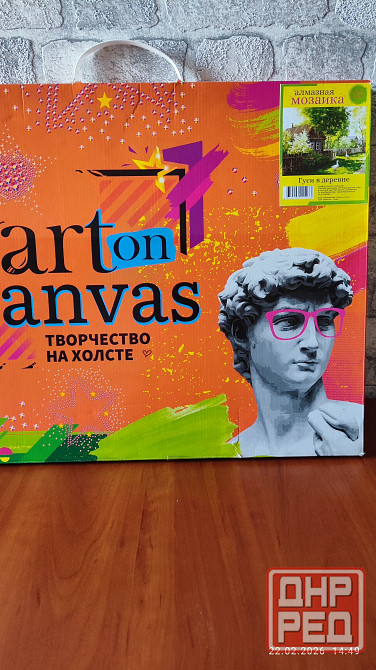 алмазная
мозаика
Гуси в деревне
art on
anvas
ТВОРЧЕСТВО
НА ХОЛСТЕ
ДНР
РЕД
22.02.2026 14:49